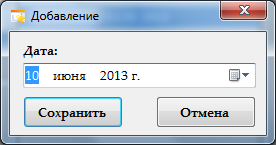 Добавление
Дата:
10 июня 2013 г.
Сохранить Отмена